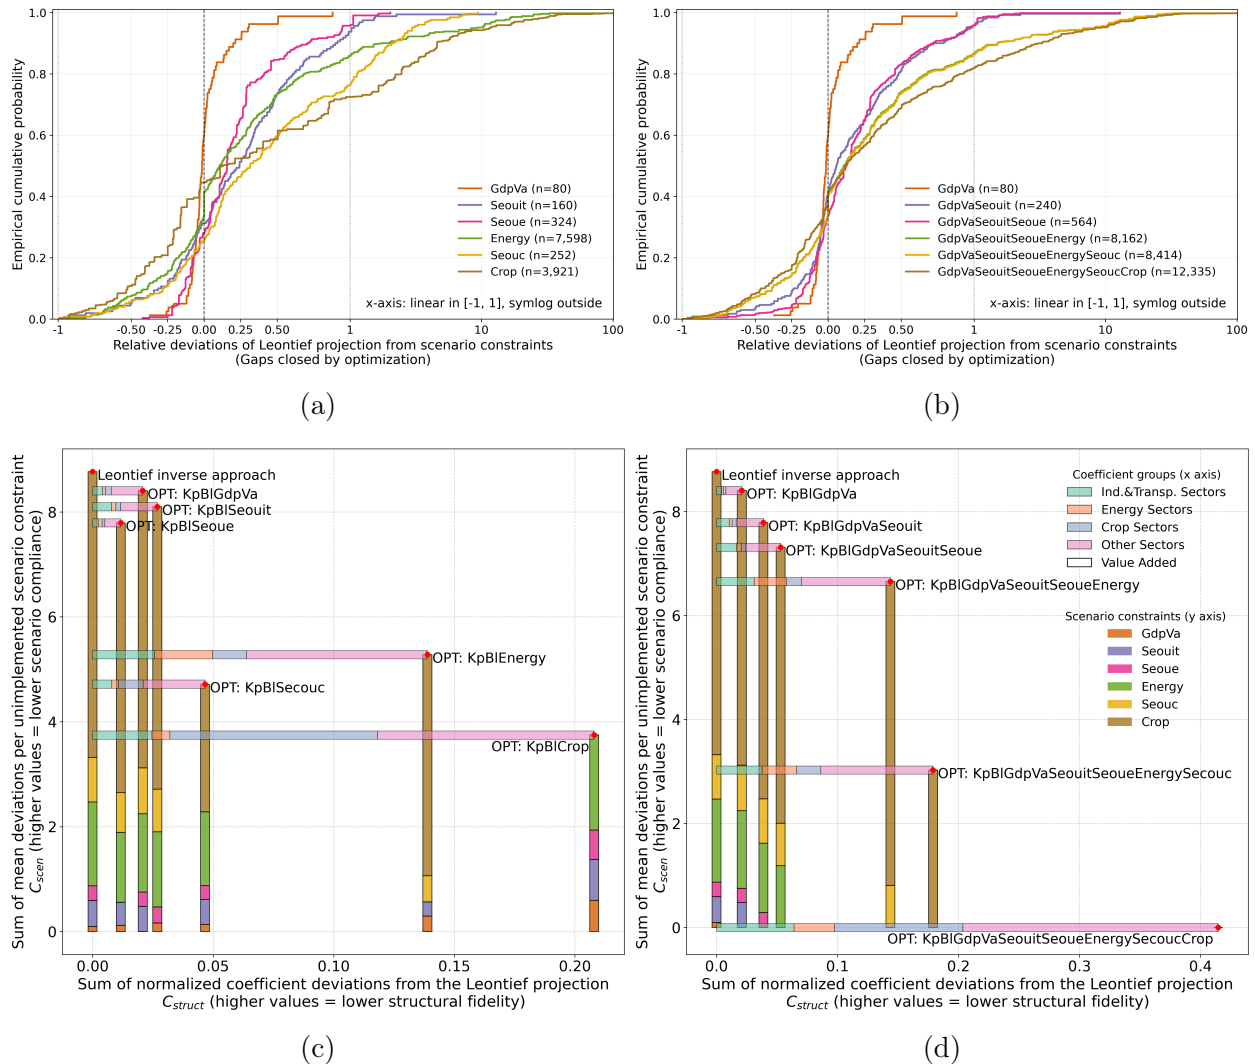 1.0
0.8
0.6
0.4
0.2
0.0
Empirical cumulative probability
GdpVa (n=80)
Seouit (n=160)
Seoue (n=324)
Energy (n=7,598)
Seouc (n=252)
Crop (n=3,921)
x-axis: linear in [-1, 1], symlog outside
-1 -0.50 -0.25 0.00 0.25 0.50 1 10 100
Relative deviations of Leontief projection from scenario constraints
(Gaps closed by optimization)
(a)
1.0
0.8
0.6
0.4
0.2
0.0
Empirical cumulative probability
GdpVa (n=80)
GdpVaSeouit (n=240)
GdpVaSeouitSeoue (n=564)
GdpVaSeouitSeoueEnergy (n=8,162)
GdpVaSeouitSeoueEnergySeouc (n=8,414)
GdpVaSeouitSeoueEnergySeoucCrop (n=12,335)
x-axis: linear in [-1, 1], symlog outside
-1 -0.50 -0.25 0.00 0.25 0.50 1 10 100
Relative deviations of Leontief projection from scenario constraints
(Gaps closed by optimization)
(b)
Sum of mean deviations per unimplemented scenario constraint
C_scen (higher values = lower scenario compliance)
8
6
4
2
0
Leontief inverse approach
OPT: KpBlGdpVa
OPT: KpBlSeouit
OPT: KpBlSeoue
OPT: KpBlEnergy
OPT: KpBlSecouc
OPT: KpBlCrop
0.00 0.05 0.10 0.15 0.20
Sum of normalized coefficient deviations from the Leontief projection
C_struct (higher values = lower structural fidelity)
(c)
Sum of mean deviations per unimplemented scenario constraint
C_scen (higher values = lower scenario compliance)
8
6
4
2
0
Leontief inverse approach
OPT: KpBlGdpVa
OPT: KpBlGdpVaSeouit
OPT: KpBlGdpVaSeouitSeoue
OPT: KpBlGdpVaSeouitSeoueEnergy
OPT: KpBlGdpVaSeouitSeoueEnergySecouc
OPT: KpBlGdpVaSeouitSeoueEnergySecoucCrop
Coefficient groups (x axis)
Ind.&Transp. Sectors
Energy Sectors
Crop Sectors
Other Sectors
Value Added
Scenario constraints (y axis)
GdpVa
Seouit
Seoue
Energy
Seouc
Crop
0.0 0.1 0.2 0.3 0.4
Sum of normalized coefficient deviations from the Leontief projection
C_struct (higher values = lower structural fidelity)
(d)